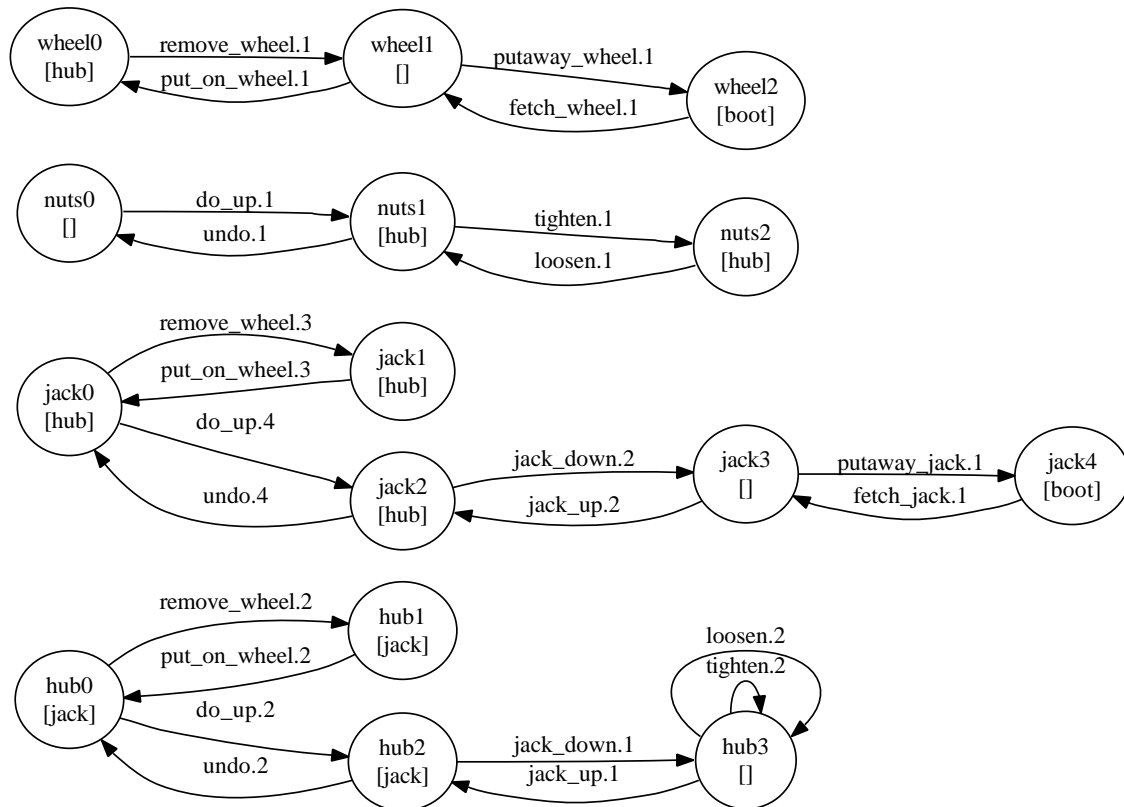 wheel0
[hub]
remove_wheel.1
put_on_wheel.1
wheel1
[]
putaway_wheel.1
fetch_wheel.1
wheel2
[boot]
nuts0
[]
do_up.1
undo.1
nuts1
[hub]
tighten.1
loosen.1
nuts2
[hub]
jack0
[hub]
remove_wheel.3
put_on_wheel.3
jack1
[hub]
do_up.4
undo.4
jack2
[hub]
jack_down.2
jack_up.2
jack3
[]
putaway_jack.1
fetch_jack.1
jack4
[boot]
hub0
[jack]
remove_wheel.2
put_on_wheel.2
hub1
[jack]
do_up.2
undo.2
hub2
[jack]
jack_down.1
jack_up.1
loosen.2
tighten.2
hub3
[]